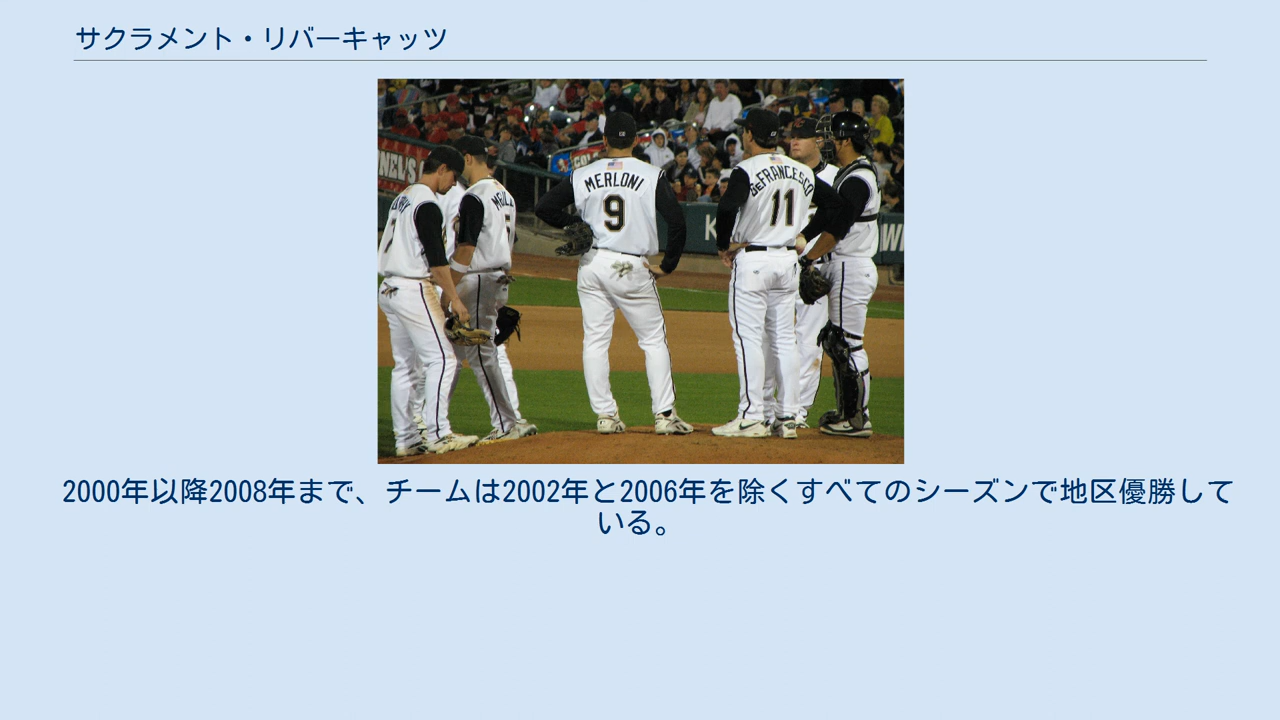 サクラメント・リバーキャッツ
NEL'S
MERLONI
9
DEFRANCESCO
11
K
2000年以降2008年まで、チームは2002年と2006年を除くすべてのシーズンで地区優勝して
いる。